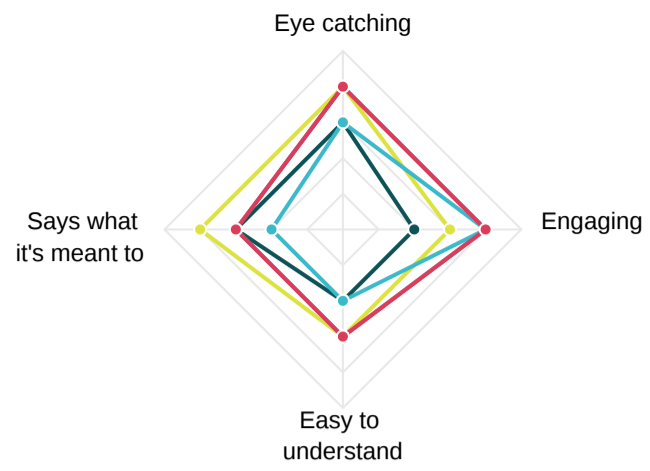 Eye catching
Says what
it's meant to
Engaging
Easy to
understand